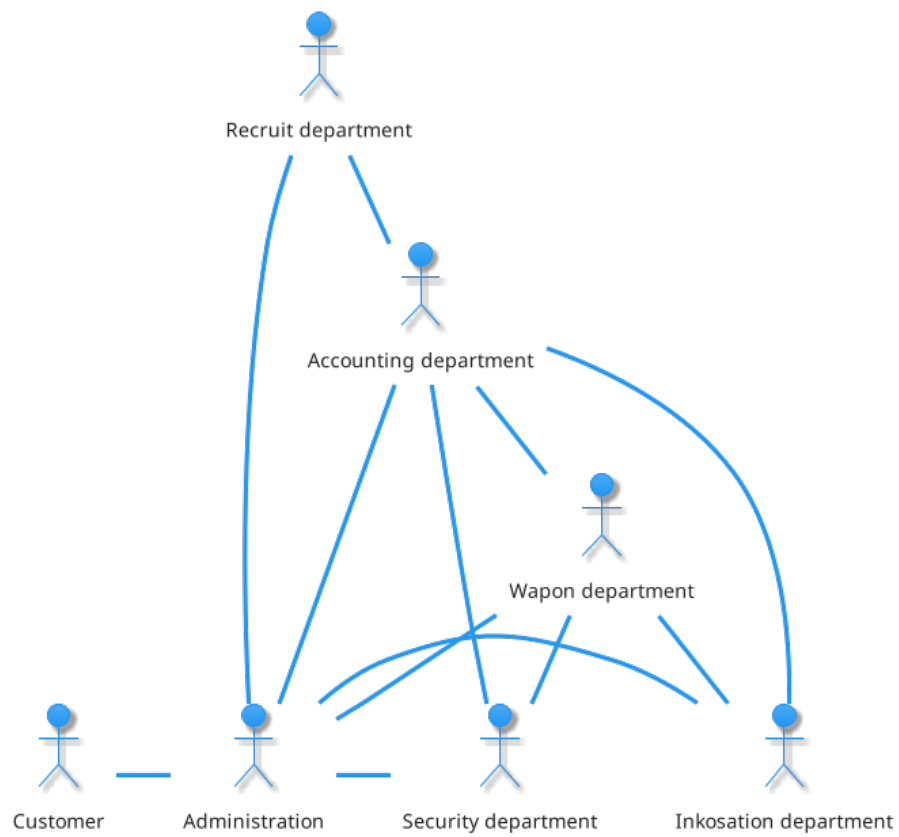 Recruit department
Accounting department
Wapon department
Customer
Administration
Security department
Inkosation department